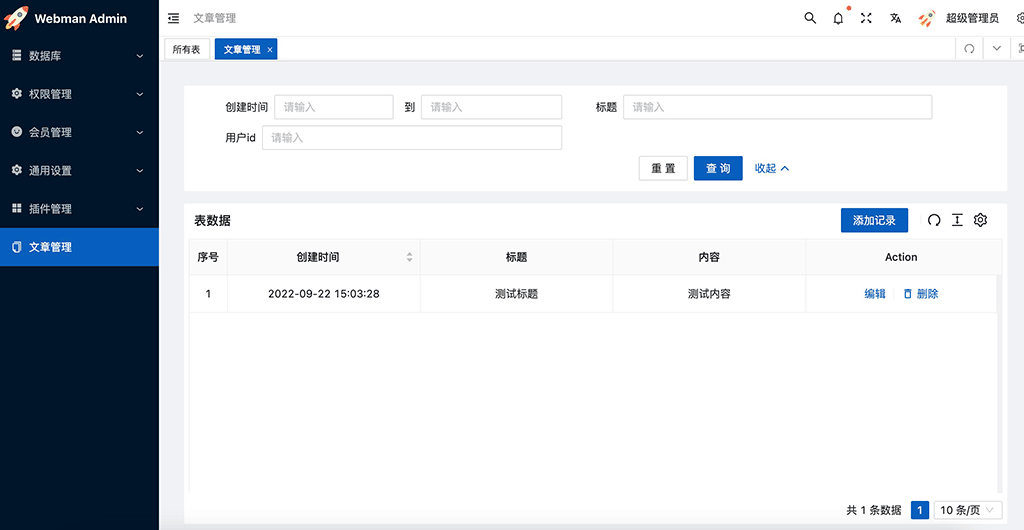 Webman Admin
文章管理
超级管理员
所有表
文章管理 ×
数据库
权限管理
会员管理
通用设置
插件管理
文章管理
创建时间 请输入 到 请输入 标题 请输入
用户id 请输入
重 置 查 询 收起
表数据 添加记录
序号 创建时间 标题 内容 Action
1 2022-09-22 15:03:28 测试标题 测试内容 编辑 删除
共 1 条数据 1 10 条/页